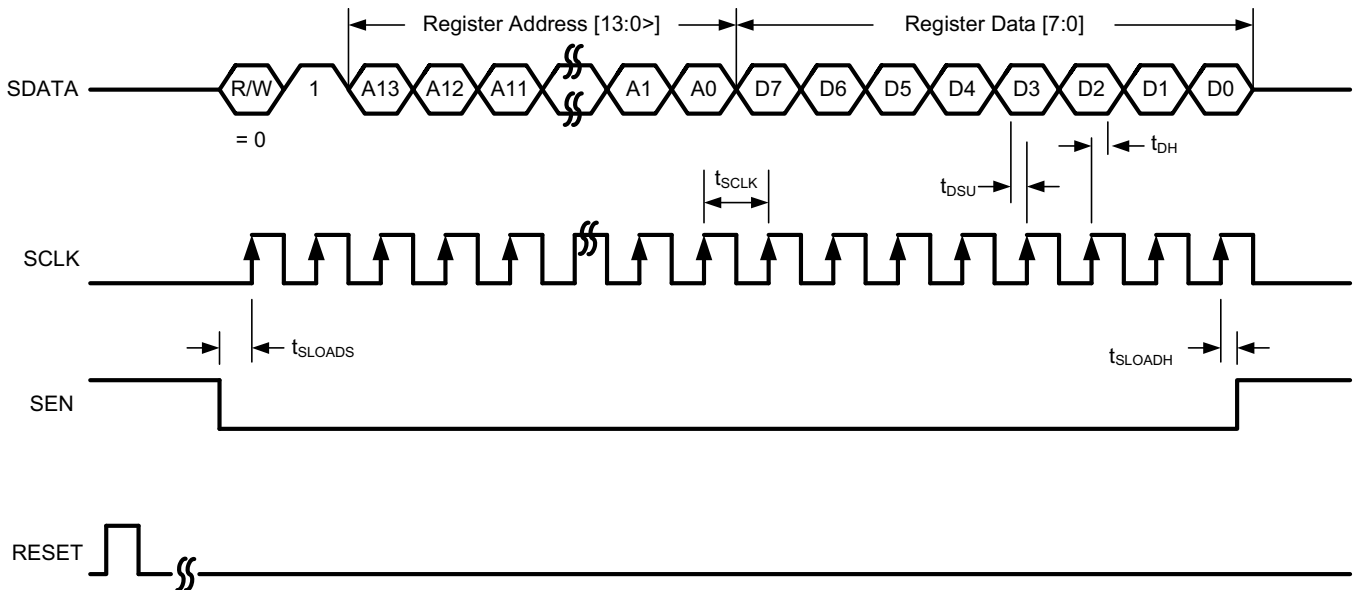 Register Address [13:0>] Register Data [7:0]
SDATA R/W 1 A13 A12 A11 A1 A0 D7 D6 D5 D4 D3 D2 D1 D0
= 0
tSCLK tDSU tDH
SCLK
tSLOADS tSLOADH
SEN
RESET